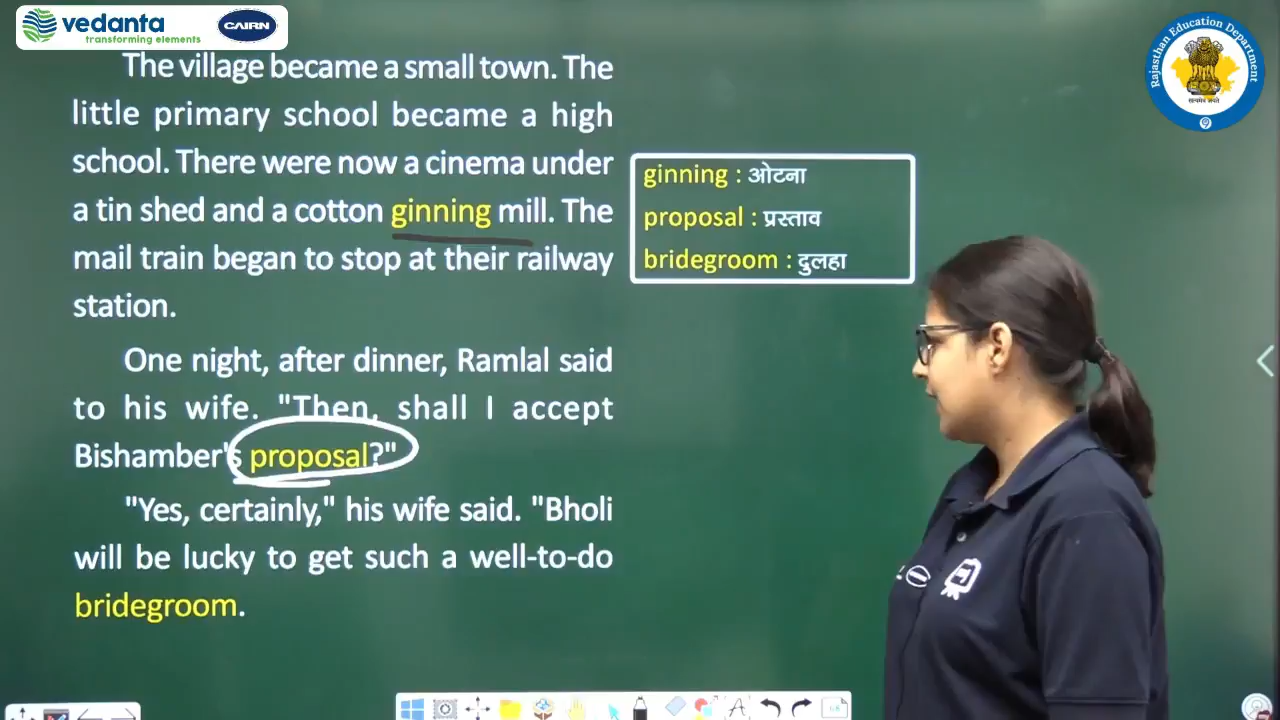 vedanta
transforming elements
CAIRN
Rajasthan Education Department
सत्यमेव जयते
The village became a small town. The
little primary school became a high
school. There were now a cinema under
a tin shed and a cotton ginning mill. The
mail train began to stop at their railway
station.
One night, after dinner, Ramlal said
to his wife. "Then, shall I accept
Bishamber's proposal?"
"Yes, certainly," his wife said. "Bholi
will be lucky to get such a well-to-do
bridegroom.
ginning : ओटना
proposal : प्रस्ताव
bridegroom : दुलहा